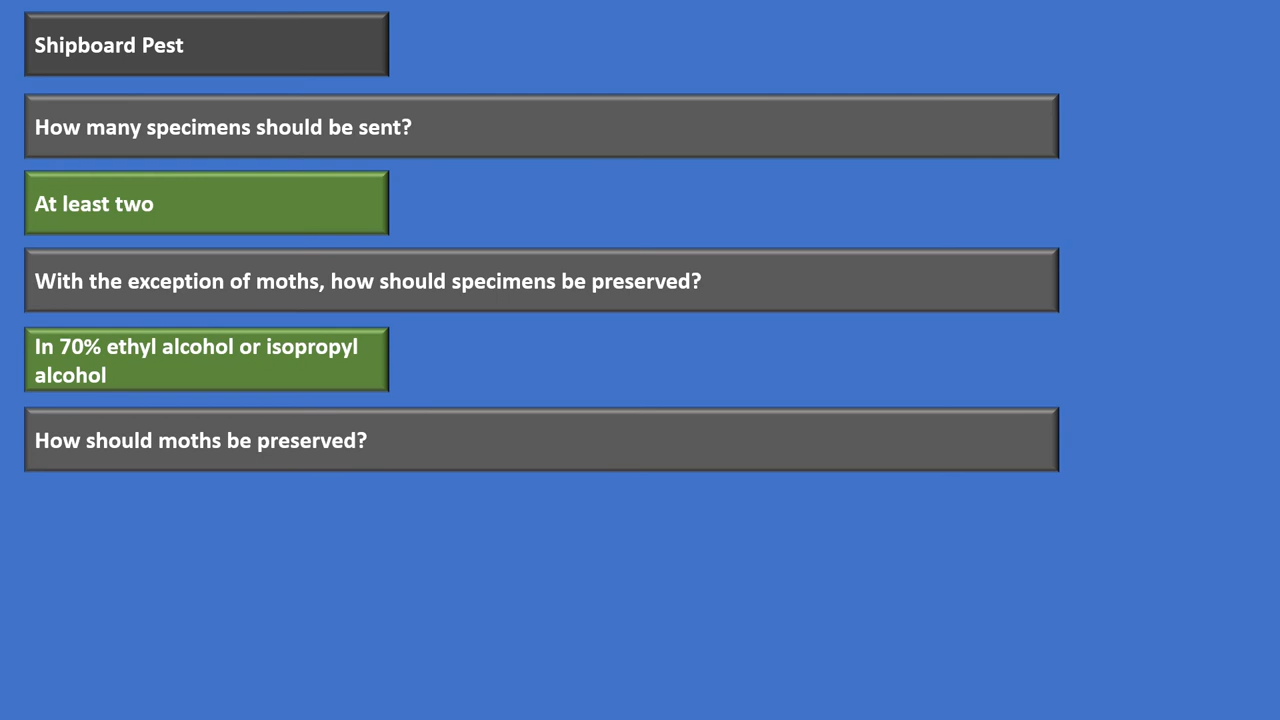 Shipboard Pest
How many specimens should be sent?
At least two
With the exception of moths, how should specimens be preserved?
In 70% ethyl alcohol or isopropyl
alcohol
How should moths be preserved?